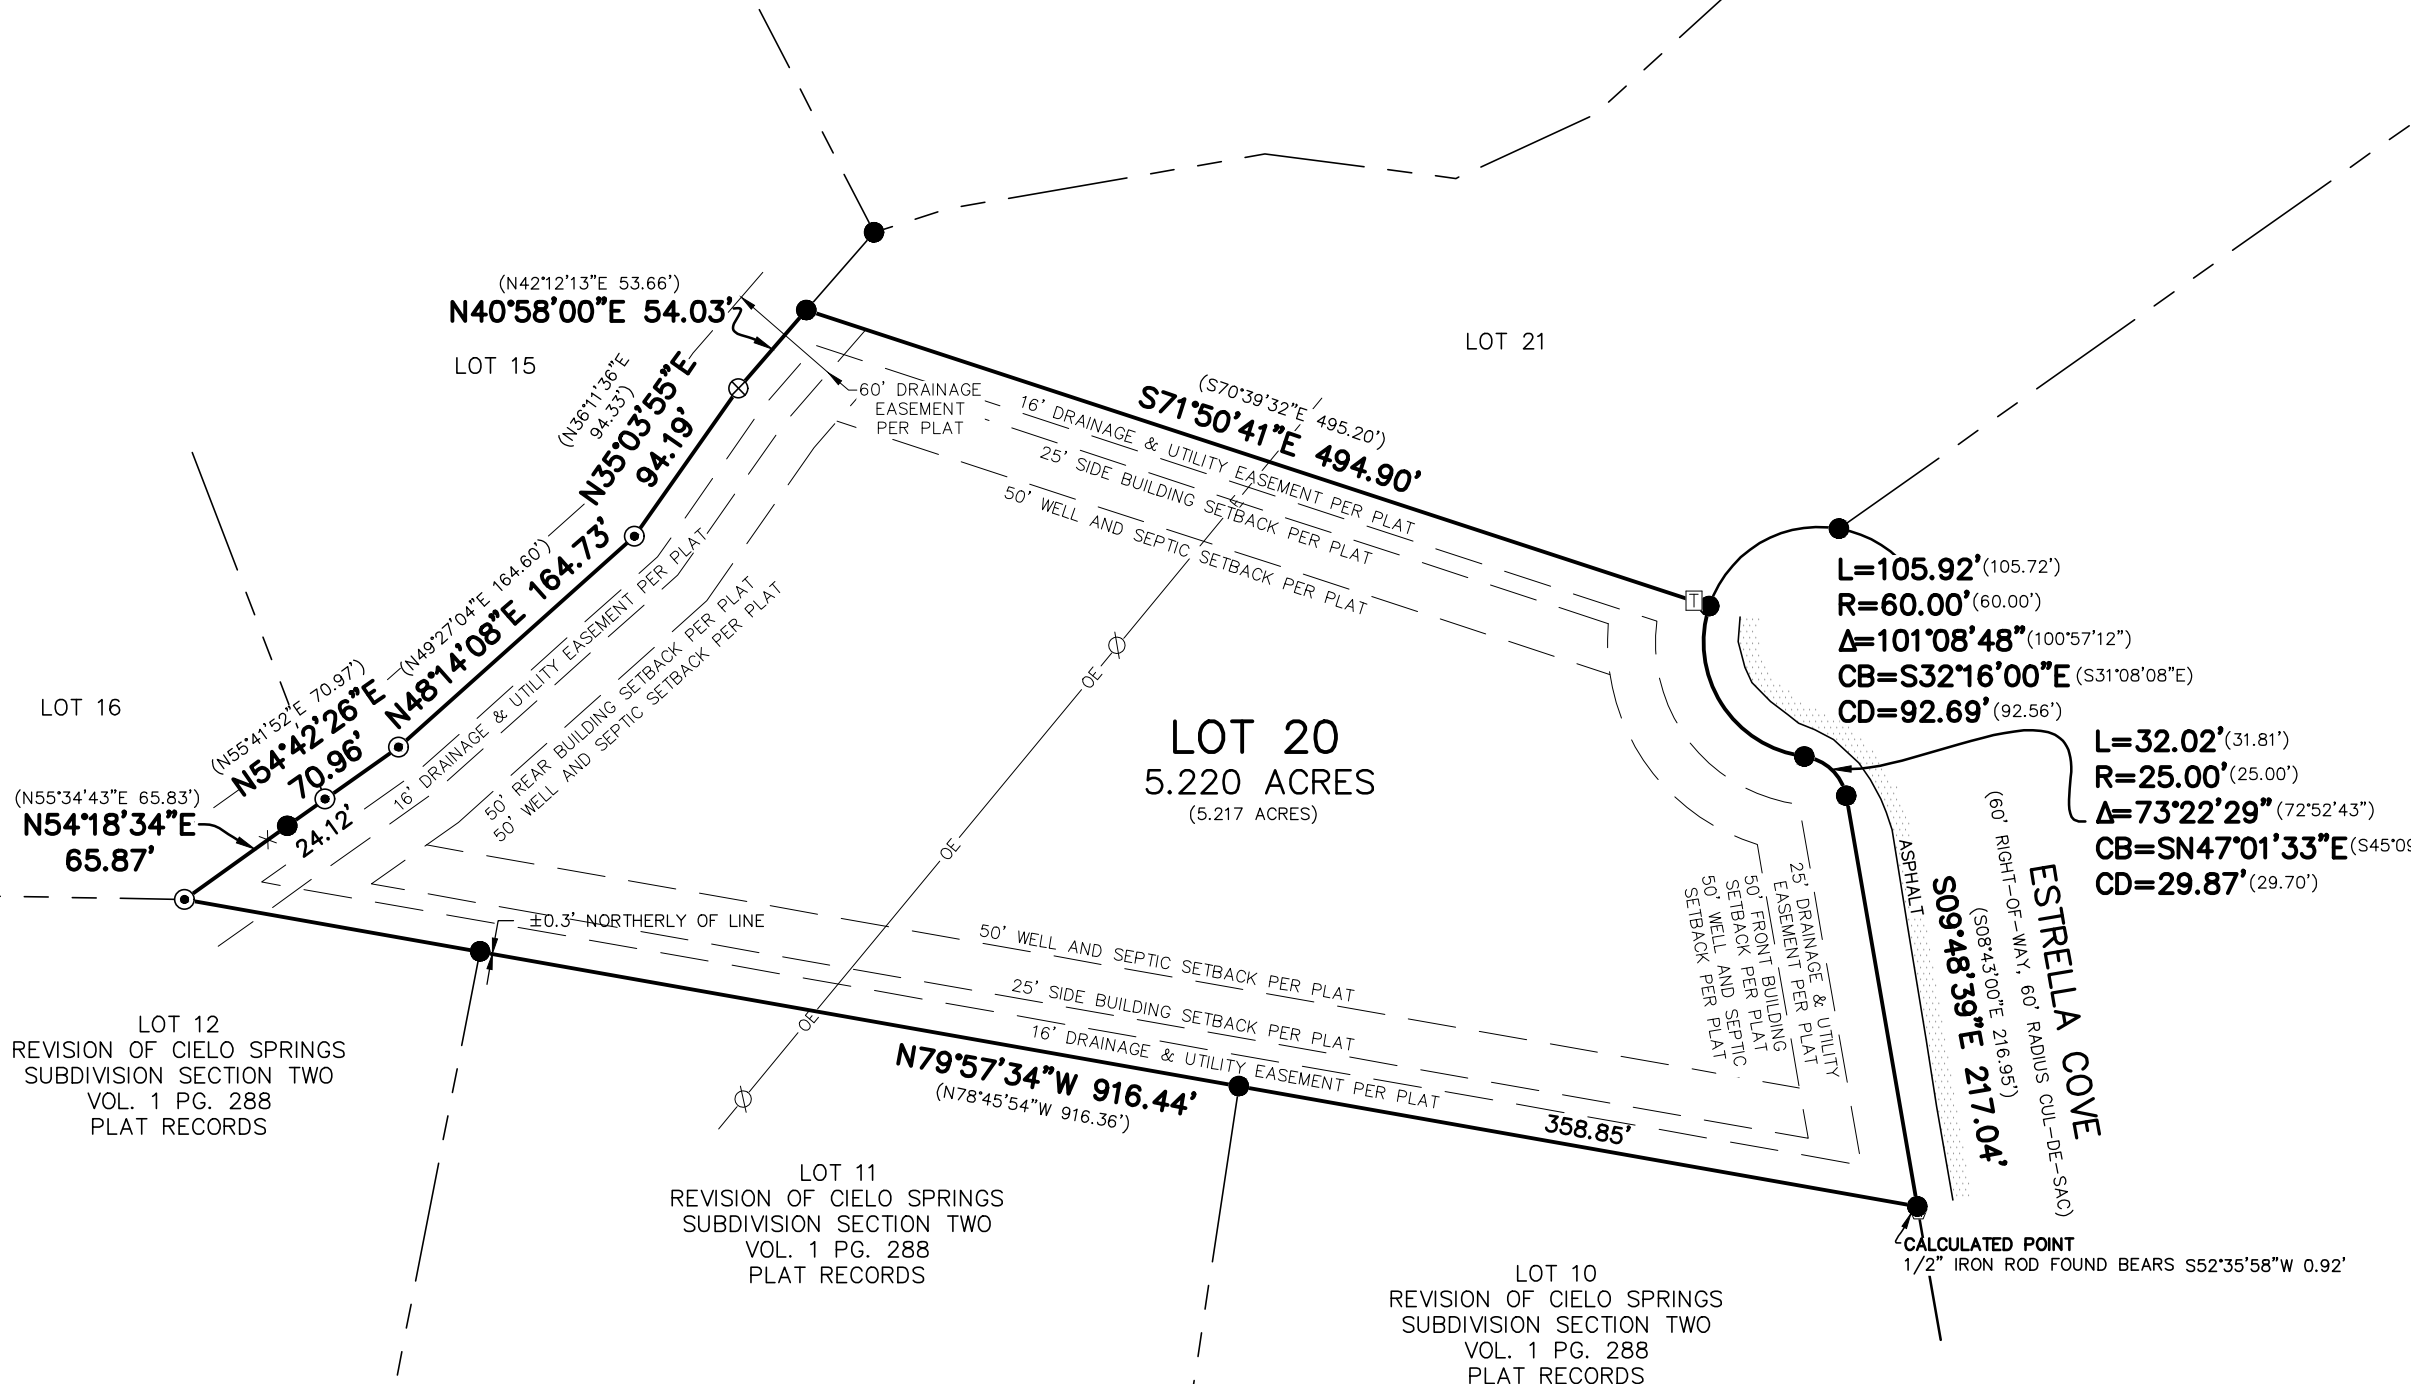 (N42°12'13"E 53.66')
N40°58'00"E 54.03'
LOT 15
(N36°11'36"E
94.33')
N35°03'55"E
94.19'
60' DRAINAGE
EASEMENT
PER PLAT
LOT 21
(S70°39'32"E 495.20')
S71°50'41"E 494.90'
16' DRAINAGE & UTILITY EASEMENT PER PLAT
25' SIDE BUILDING SETBACK PER PLAT
50' WELL AND SEPTIC SETBACK PER PLAT
(N49°27'04"E 164.60')
N48°14'08"E 164.73'
(N55°41'52"E 70.97')
N54°42'26"E
70.96'
LOT 16
(N55°34'43"E 65.83')
N54°18'34"E
65.87'
24.12'
16' DRAINAGE & UTILITY EASEMENT PER PLAT
50' REAR BUILDING SETBACK PER PLAT
50' WELL AND SEPTIC SETBACK PER PLAT
OE
OE
OE
LOT 20
5.220 ACRES
(5.217 ACRES)
T
L=105.92' (105.72')
R=60.00' (60.00')
Δ=101°08'48" (100°57'12")
CB=S32°16'00"E (S31°08'08"E)
CD=92.69' (92.56')
L=32.02' (31.81')
R=25.00' (25.00')
Δ=73°22'29" (72°52'43")
CB=SN47°01'33"E (S45°09
CD=29.87' (29.70')
ASPHALT
ESTRELLA COVE
(60' RIGHT-OF-WAY, 60' RADIUS CUL-DE-SAC)
(S08°43'00"E 216.95')
S09°48'39"E 217.04'
25' DRAINAGE & UTILITY
EASEMENT PER PLAT
50' FRONT BUILDING
SETBACK PER PLAT
50' WELL AND SEPTIC
SETBACK PER PLAT
±0.3' NORTHERLY OF LINE
50' WELL AND SEPTIC SETBACK PER PLAT
25' SIDE BUILDING SETBACK PER PLAT
16' DRAINAGE & UTILITY EASEMENT PER PLAT
N79°57'34"W 916.44'
(N78°45'54"W 916.36')
358.85'
LOT 12
REVISION OF CIELO SPRINGS
SUBDIVISION SECTION TWO
VOL. 1 PG. 288
PLAT RECORDS
LOT 11
REVISION OF CIELO SPRINGS
SUBDIVISION SECTION TWO
VOL. 1 PG. 288
PLAT RECORDS
CALCULATED POINT
1/2" IRON ROD FOUND BEARS S52°35'58"W 0.92'
LOT 10
REVISION OF CIELO SPRINGS
SUBDIVISION SECTION TWO
VOL. 1 PG. 288
PLAT RECORDS